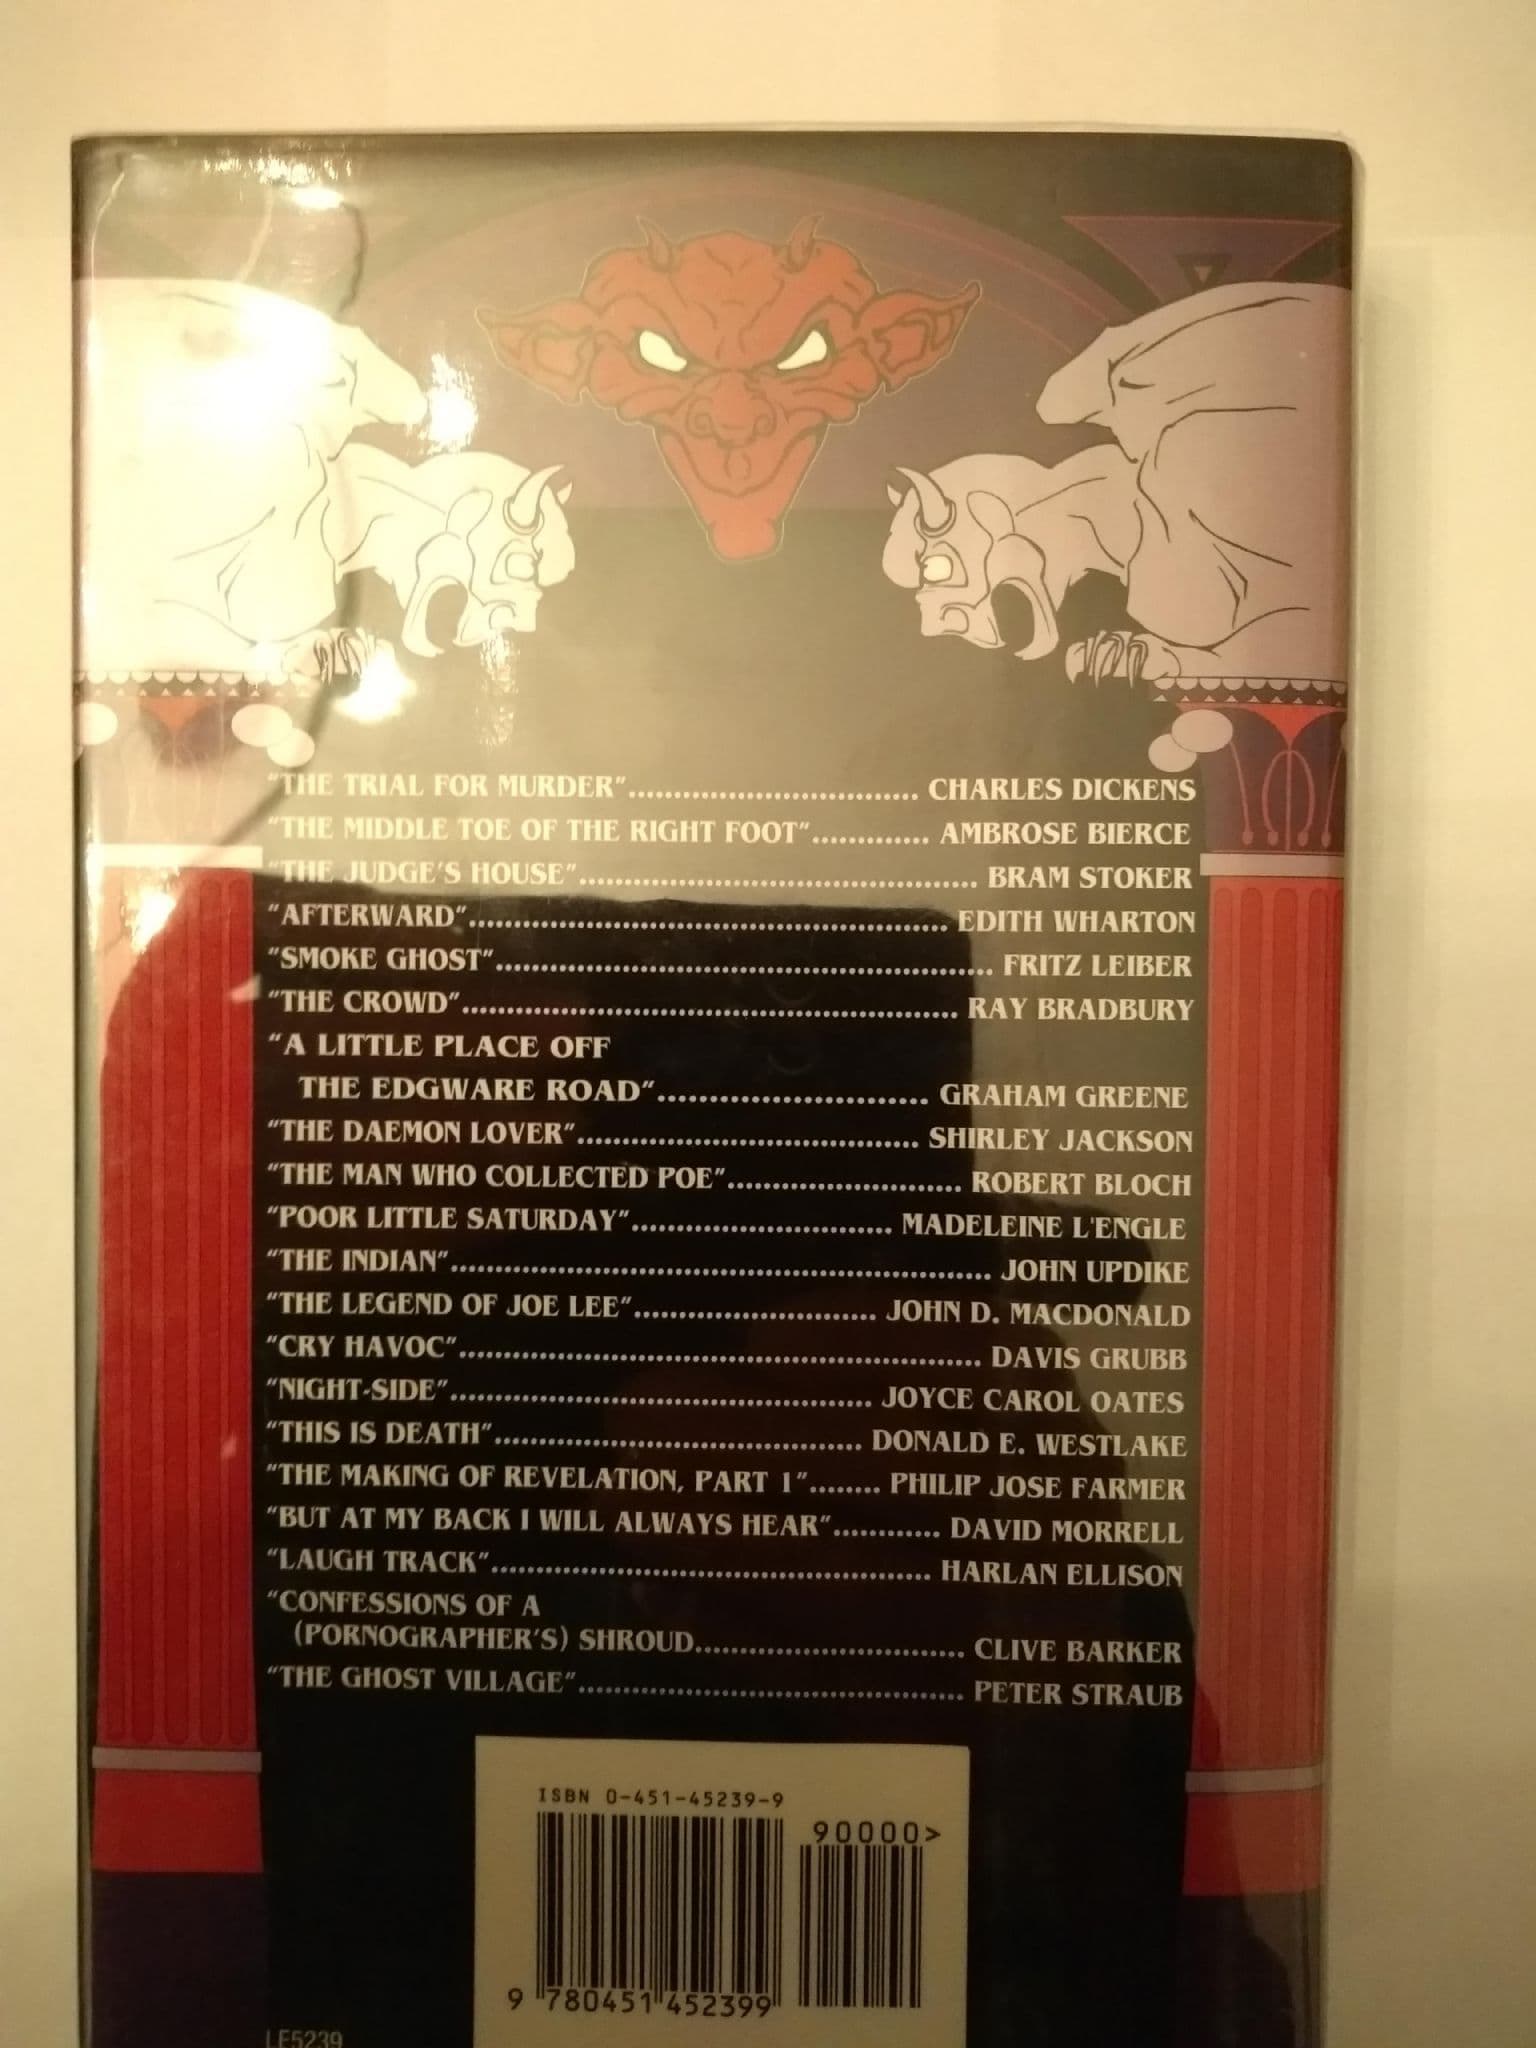 "THE TRIAL FOR MURDER"................................ CHARLES DICKENS
"THE MIDDLE TOE OF THE RIGHT FOOT"............. AMBROSE BIERCE
"THE JUDGE'S HOUSE"............................................ BRAM STOKER
"AFTERWARD"..................................................... EDITH WHARTON
"SMOKE GHOST"....................................................... FRITZ LEIBER
"THE CROWD"....................................................... RAY BRADBURY
"A LITTLE PLACE OFF
THE EDGWARE ROAD".............................. GRAHAM GREENE
"THE DAEMON LOVER"...................................... SHIRLEY JACKSON
"THE MAN WHO COLLECTED POE".......................... ROBERT BLOCH
"POOR LITTLE SATURDAY"............................. MADELEINE L'ENGLE
"THE INDIAN"............................................................ JOHN UPDIKE
"THE LEGEND OF JOE LEE"........................... JOHN D. MACDONALD
"CRY HAVOC".......................................................... DAVIS GRUBB
"NIGHT-SIDE"............................................... JOYCE CAROL OATES
"THIS IS DEATH"......................................... DONALD E. WESTLAKE
"THE MAKING OF REVELATION, PART 1"........ PHILIP JOSE FARMER
"BUT AT MY BACK I WILL ALWAYS HEAR"............ DAVID MORRELL
"LAUGH TRACK"................................................. HARLAN ELLISON
"CONFESSIONS OF A
(PORNOGRAPHER'S) SHROUD.............................. CLIVE BARKER
"THE GHOST VILLAGE"........................................... PETER STRAUB
ISBN 0-451-45239-9
90000>
9 780451 452399
LE5239